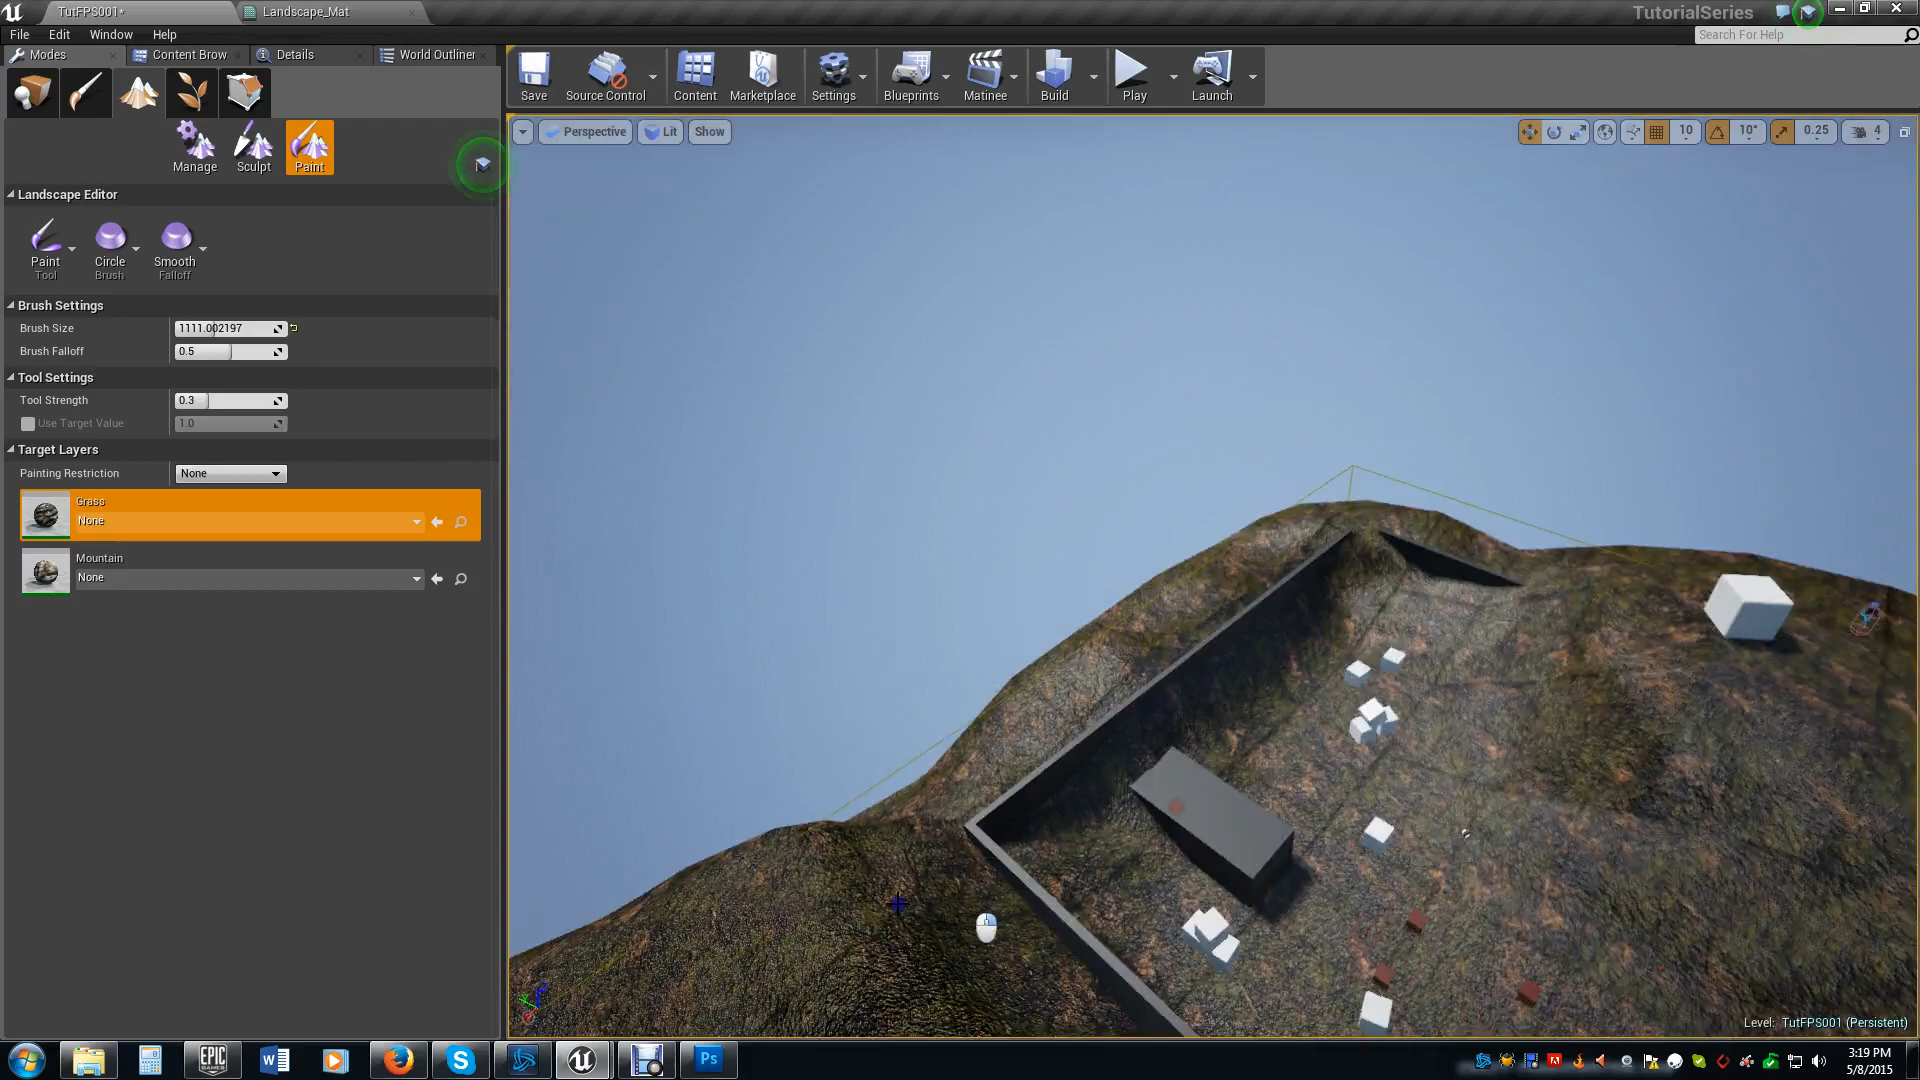 TutFPS001*
Landscape_Mat
TutorialSeries
File Edit Window Help
Search For Help
Modes
Content Brow
Details
World Outliner
Save
Source Control
Content
Marketplace
Settings
Blueprints
Matinee
Build
Play
Launch
Perspective
Lit
Show
10
10°
0.25
4
Manage
Sculpt
Paint
Landscape Editor
Paint
Tool
Circle
Brush
Smooth
Falloff
Brush Settings
Brush Size 1111.002197
Brush Falloff 0.5
Tool Settings
Tool Strength 0.3
Use Target Value 1.0
Target Layers
Painting Restriction None
Grass
None
Mountain
None
Level: TutFPS001 (Persistent)
EPIC
GAMES
W
S
Ps
3:19 PM
5/8/2015